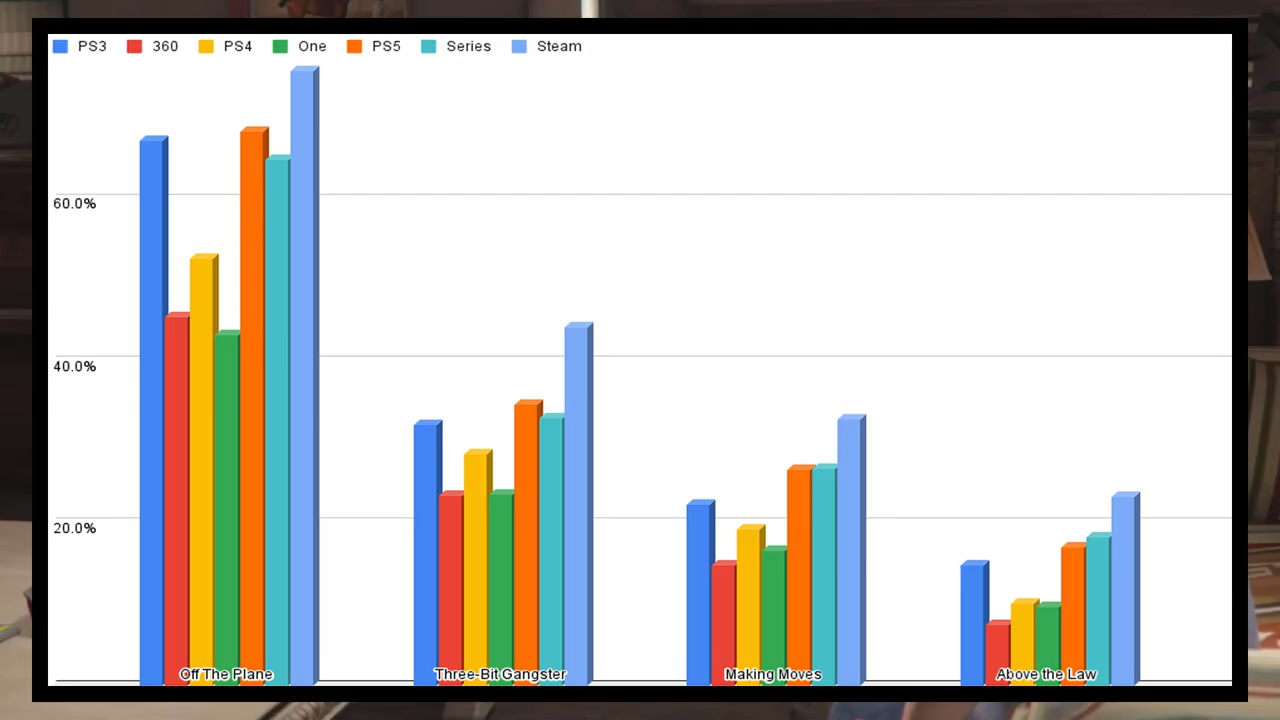 PS3 360 PS4 One PS5 Series Steam
60.0%
40.0%
20.0%
Off The Plane Three-Bit Gangster Making Moves Above the Law